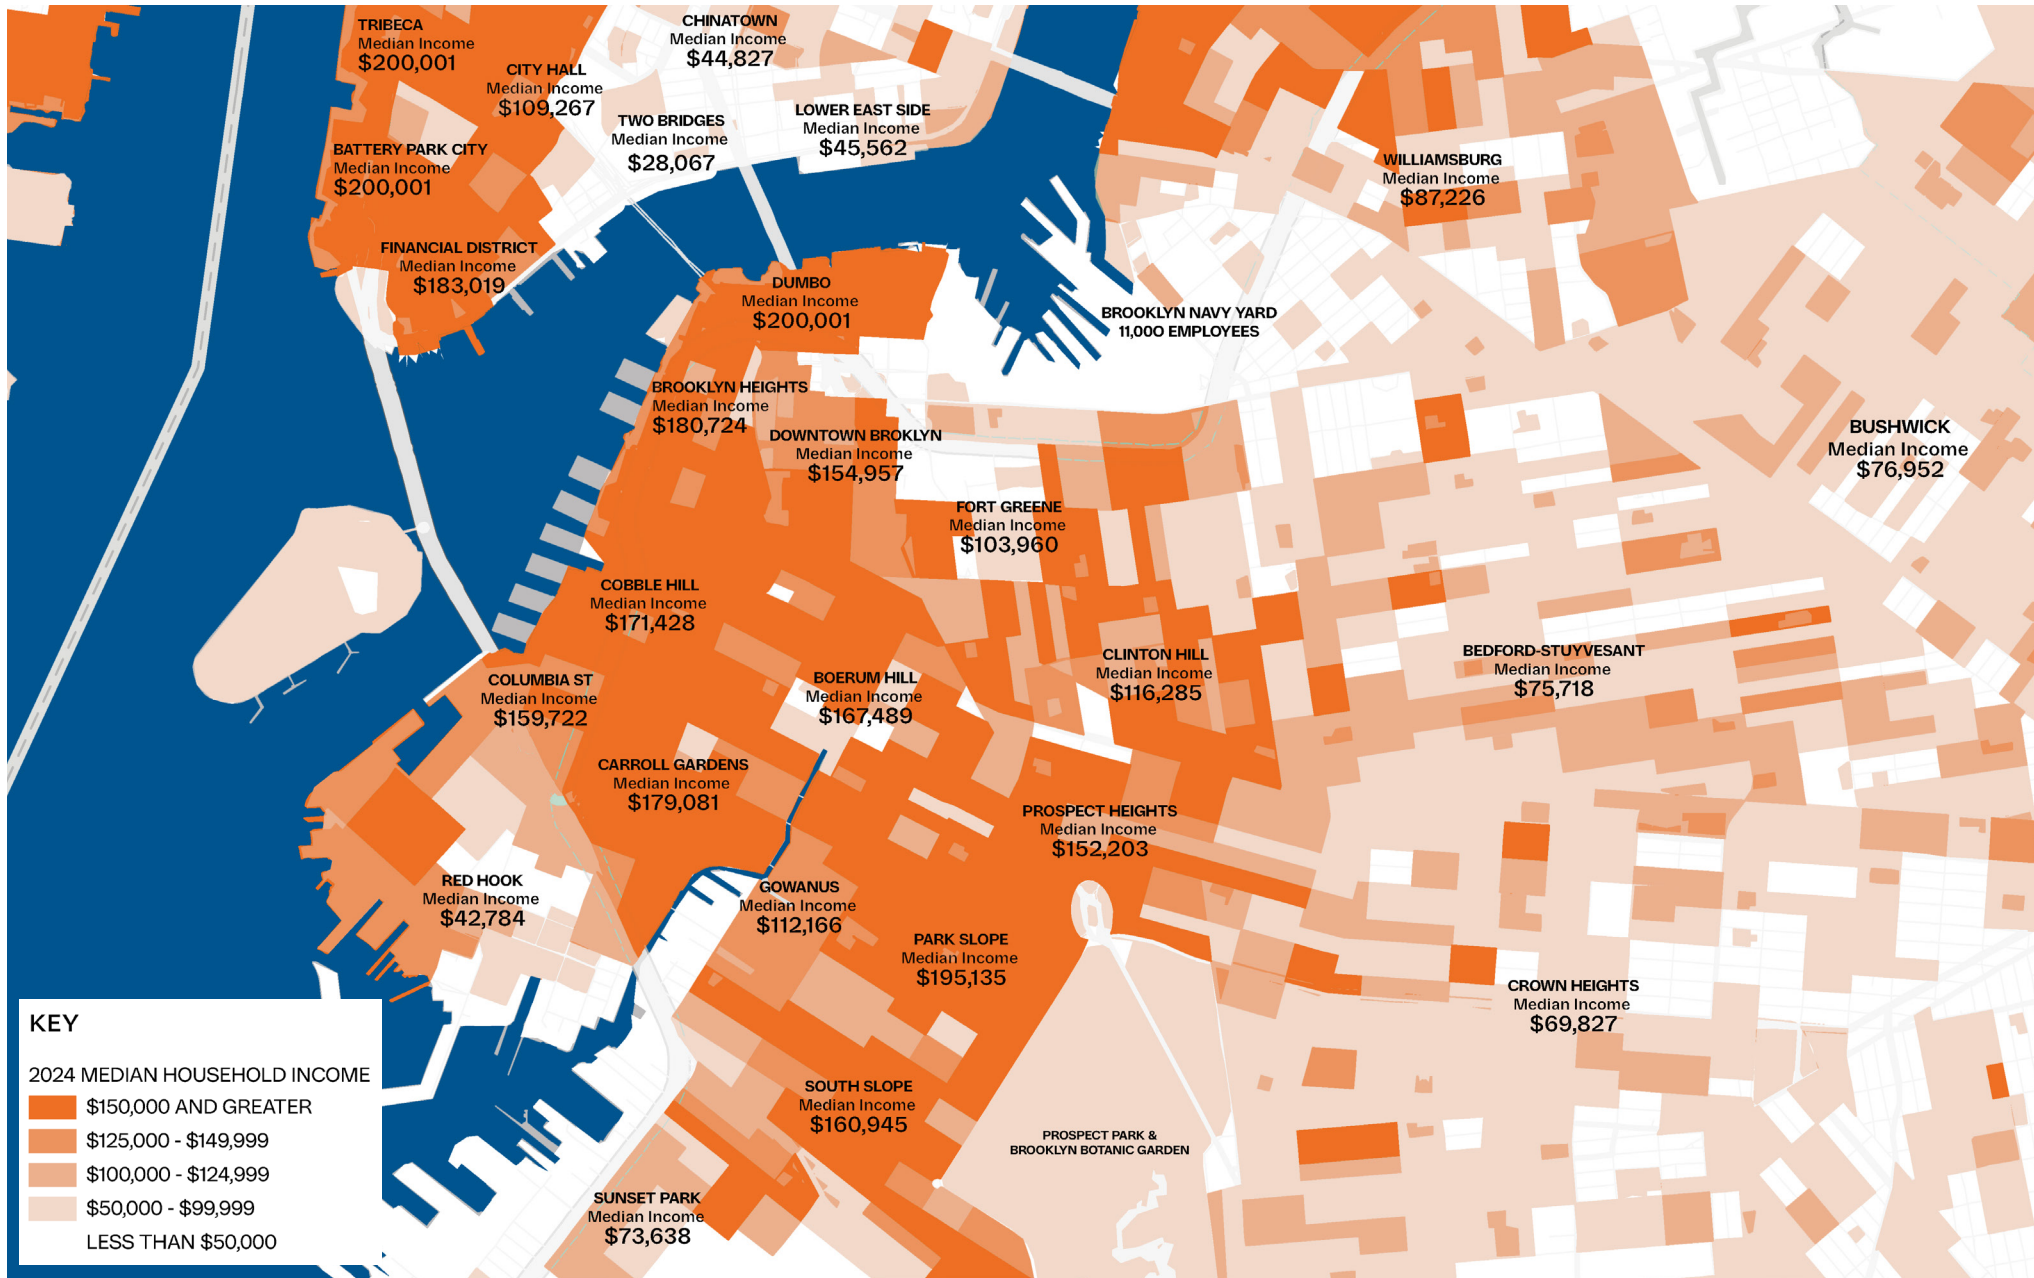 TRIBECA
Median Income
$200,001
CHINATOWN
Median Income
$44,827
CITY HALL
Median Income
$109,267
TWO BRIDGES
Median Income
$28,067
LOWER EAST SIDE
Median Income
$45,562
BATTERY PARK CITY
Median Income
$200,001
WILLIAMSBURG
Median Income
$87,226
FINANCIAL DISTRICT
Median Income
$183,019
DUMBO
Median Income
$200,001
BROOKLYN NAVY YARD
11,000 EMPLOYEES
BROOKLYN HEIGHTS
Median Income
$180,724
DOWNTOWN BROKLYN
Median Income
$154,957
BUSHWICK
Median Income
$76,952
FORT GREENE
Median Income
$103,960
COBBLE HILL
Median Income
$171,428
CLINTON HILL
Median Income
$116,285
BEDFORD-STUYVESANT
Median Income
$75,718
COLUMBIA ST
Median Income
$159,722
BOERUM HILL
Median Income
$167,489
CARROLL GARDENS
Median Income
$179,081
PROSPECT HEIGHTS
Median Income
$152,203
RED HOOK
Median Income
$42,784
GOWANUS
Median Income
$112,166
PARK SLOPE
Median Income
$195,135
CROWN HEIGHTS
Median Income
$69,827
SOUTH SLOPE
Median Income
$160,945
PROSPECT PARK &
BROOKLYN BOTANIC GARDEN
SUNSET PARK
Median Income
$73,638
KEY
2024 MEDIAN HOUSEHOLD INCOME
$150,000 AND GREATER
$125,000 - $149,999
$100,000 - $124,999
$50,000 - $99,999
LESS THAN $50,000